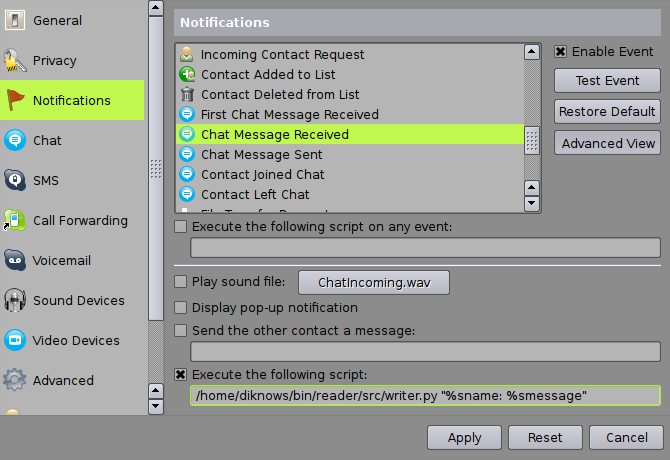 General
Privacy
Notifications
Chat
SMS
Call Forwarding
Voicemail
Sound Devices
Video Devices
Advanced
Notifications
Incoming Contact Request
Contact Added to List
Contact Deleted from List
First Chat Message Received
Chat Message Received
Chat Message Sent
Contact Joined Chat
Contact Left Chat
Enable Event
Test Event
Restore Default
Advanced View
Execute the following script on any event:
Play sound file:
ChatIncoming.wav
Display pop-up notification
Send the other contact a message:
Execute the following script:
/home/diknows/bin/reader/src/writer.py "%sname: %smessage"
Apply
Reset
Cancel